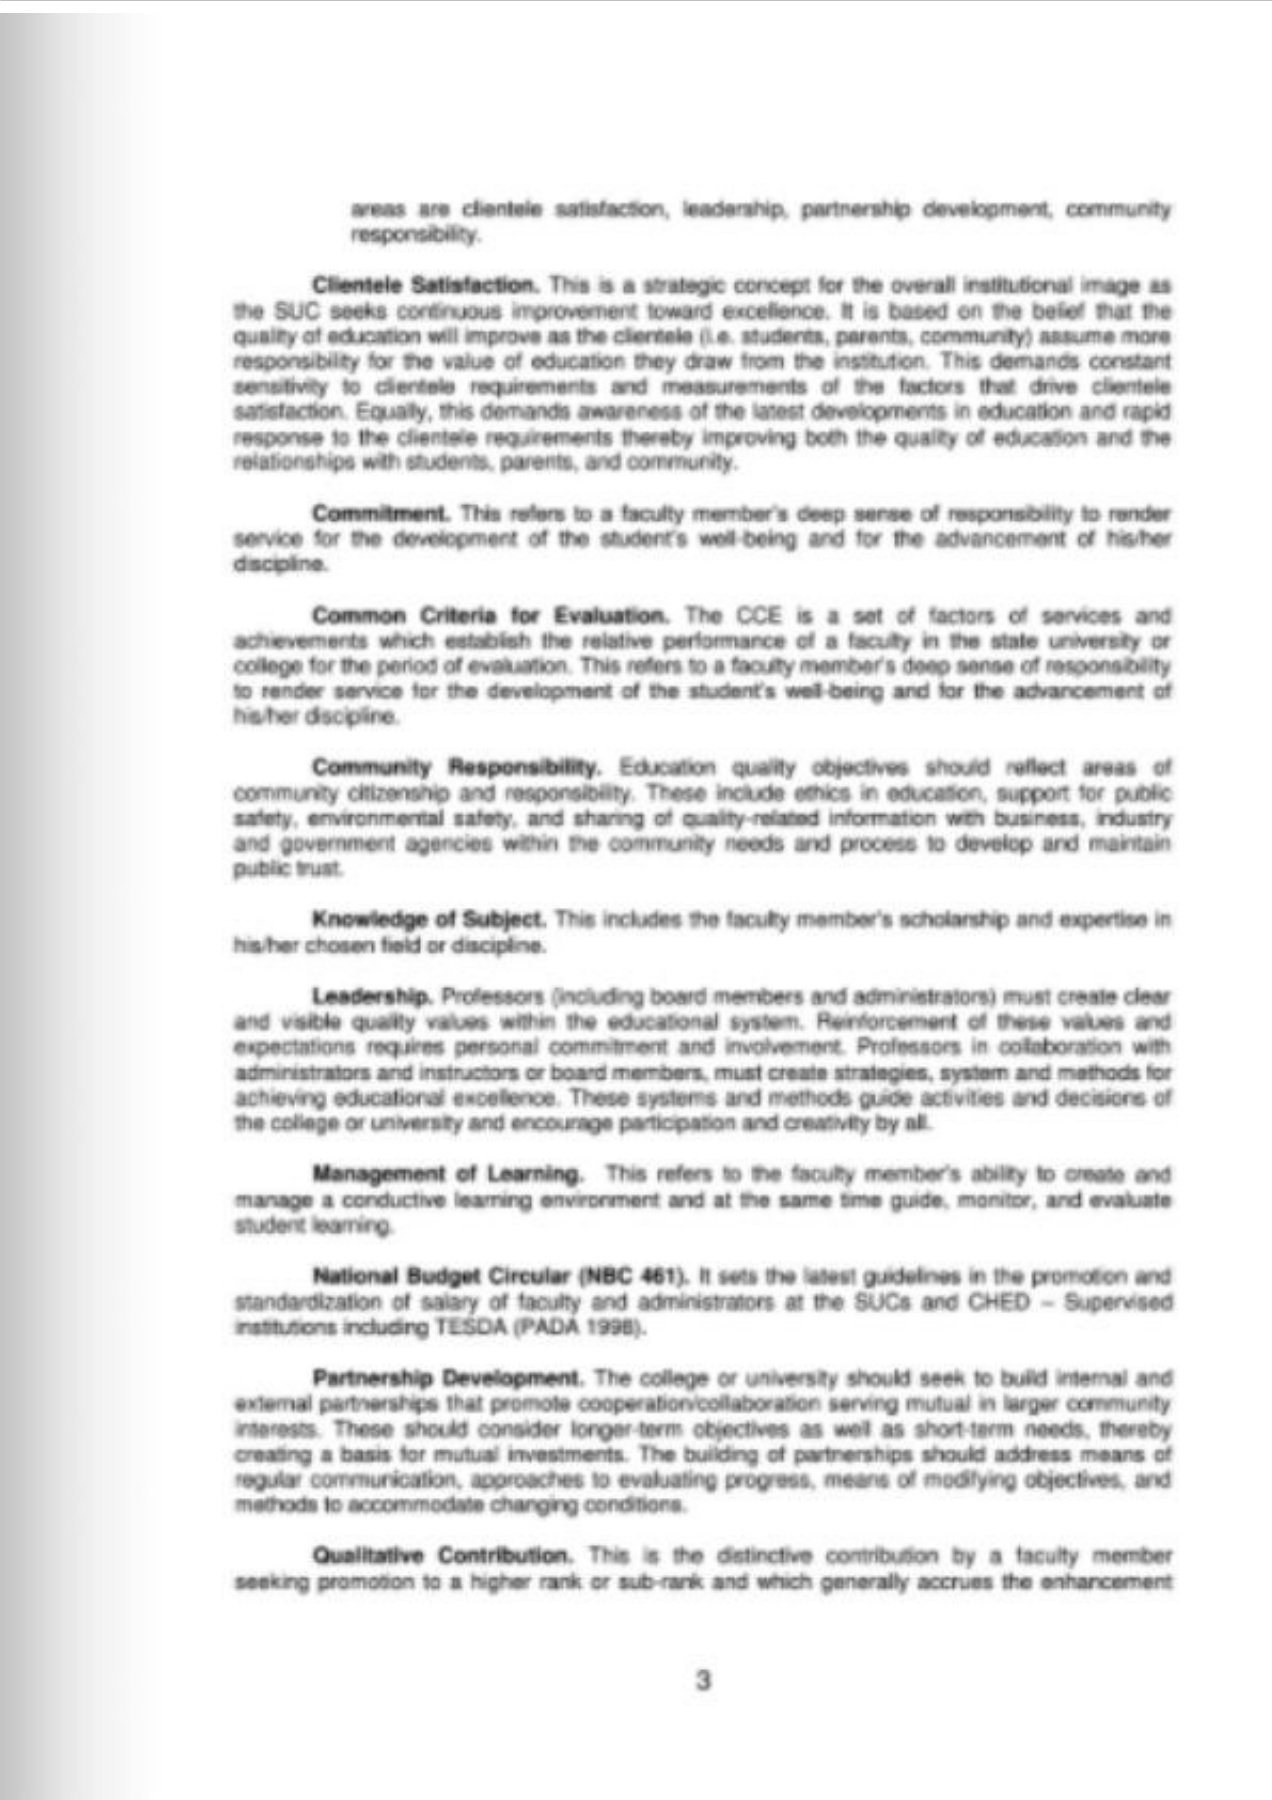 areas are clientele satisfaction, leadership, partnership development, community
responsibility.
Clientele Satisfaction. This is a strategic concept for the overall institutional image as
the SUC seeks continuous improvement toward excellence. It is based on the belief that the
quality of education will improve as the clientele (i.e. students, parents, community) assume more
responsibility for the value of education they draw from the institution. This demands constant
sensitivity to clientele requirements and measurements of the factors that drive clientele
satisfaction. Equally, this demands awareness of the latest developments in education and rapid
response to the clientele requirements thereby improving both the quality of education and the
relationships with students, parents, and community.
Commitment. This refers to a faculty member's deep sense of responsibility to render
service for the development of the student's well-being and for the advancement of his/her
discipline.
Common Criteria for Evaluation. The CCE is a set of factors of services and
achievements which establish the relative performance of a faculty in the state university or
college for the period of evaluation. This refers to a faculty member's deep sense of responsibility
to render service for the development of the student's well-being and for the advancement of
his/her discipline.
Community Responsibility. Education quality objectives should reflect areas of
community citizenship and responsibility. These include ethics in education, support for public
safety, environmental safety, and sharing of quality-related information with business, industry
and government agencies within the community needs and process to develop and maintain
public trust.
Knowledge of Subject. This includes the faculty member's scholarship and expertise in
his/her chosen field or discipline.
Leadership. Professors (including board members and administrators) must create clear
and visible quality values within the educational system. Reinforcement of these values and
expectations requires personal commitment and involvement. Professors in collaboration with
administrators and instructors or board members, must create strategies, system and methods for
achieving educational excellence. These systems and methods guide activities and decisions of
the college or university and encourage participation and creativity by all.
Management of Learning. This refers to the faculty member's ability to create and
manage a conductive learning environment and at the same time guide, monitor, and evaluate
student learning.
National Budget Circular (NBC 461). It sets the latest guidelines in the promotion and
standardization of salary of faculty and administrators at the SUCs and CHED – Supervised
institutions including TESDA (PADA 1998).
Partnership Development. The college or university should seek to build internal and
external partnerships that promote cooperation/collaboration serving mutual in larger community
interests. These should consider longer-term objectives as well as short-term needs, thereby
creating a basis for mutual investments. The building of partnerships should address means of
regular communication, approaches to evaluating progress, means of modifying objectives, and
methods to accommodate changing conditions.
Qualitative Contribution. This is the distinctive contribution by a faculty member
seeking promotion to a higher rank or sub-rank and which generally accrues the enhancement
3